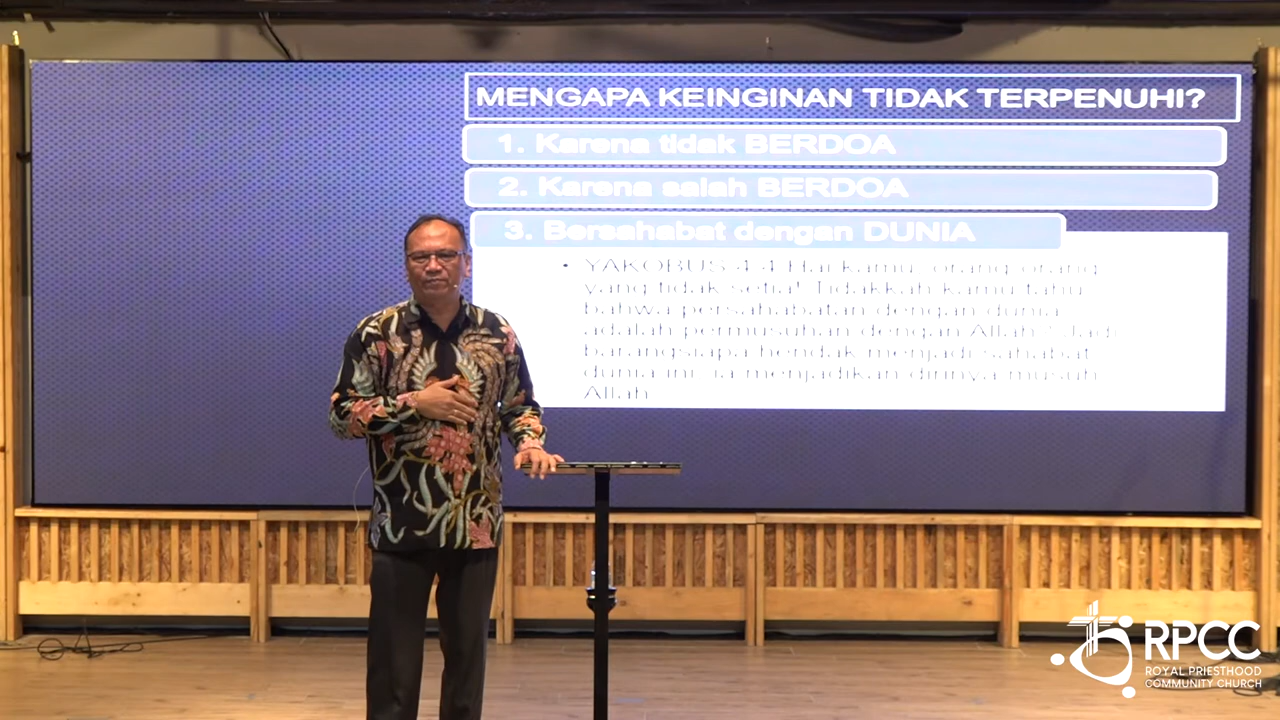 MENGAPA KEINGINAN TIDAK TERPENUHI?
1. Karena tidak BERDOA
2. Karena salah BERDOA
3. Bersahabat dengan DUNIA
• YAKOBUS 4:4 Hai kamu, orang-orang
yang tidak setia! Tidakkah kamu tahu
bahwa persahabatan dengan dunia
adalah permusuhan dengan Allah? Jadi
barangsiapa hendak menjadi sahabat
dunia ini, ia menjadikan dirinya musuh
Allah
RPCC
ROYAL PRIESTHOOD
COMMUNITY CHURCH